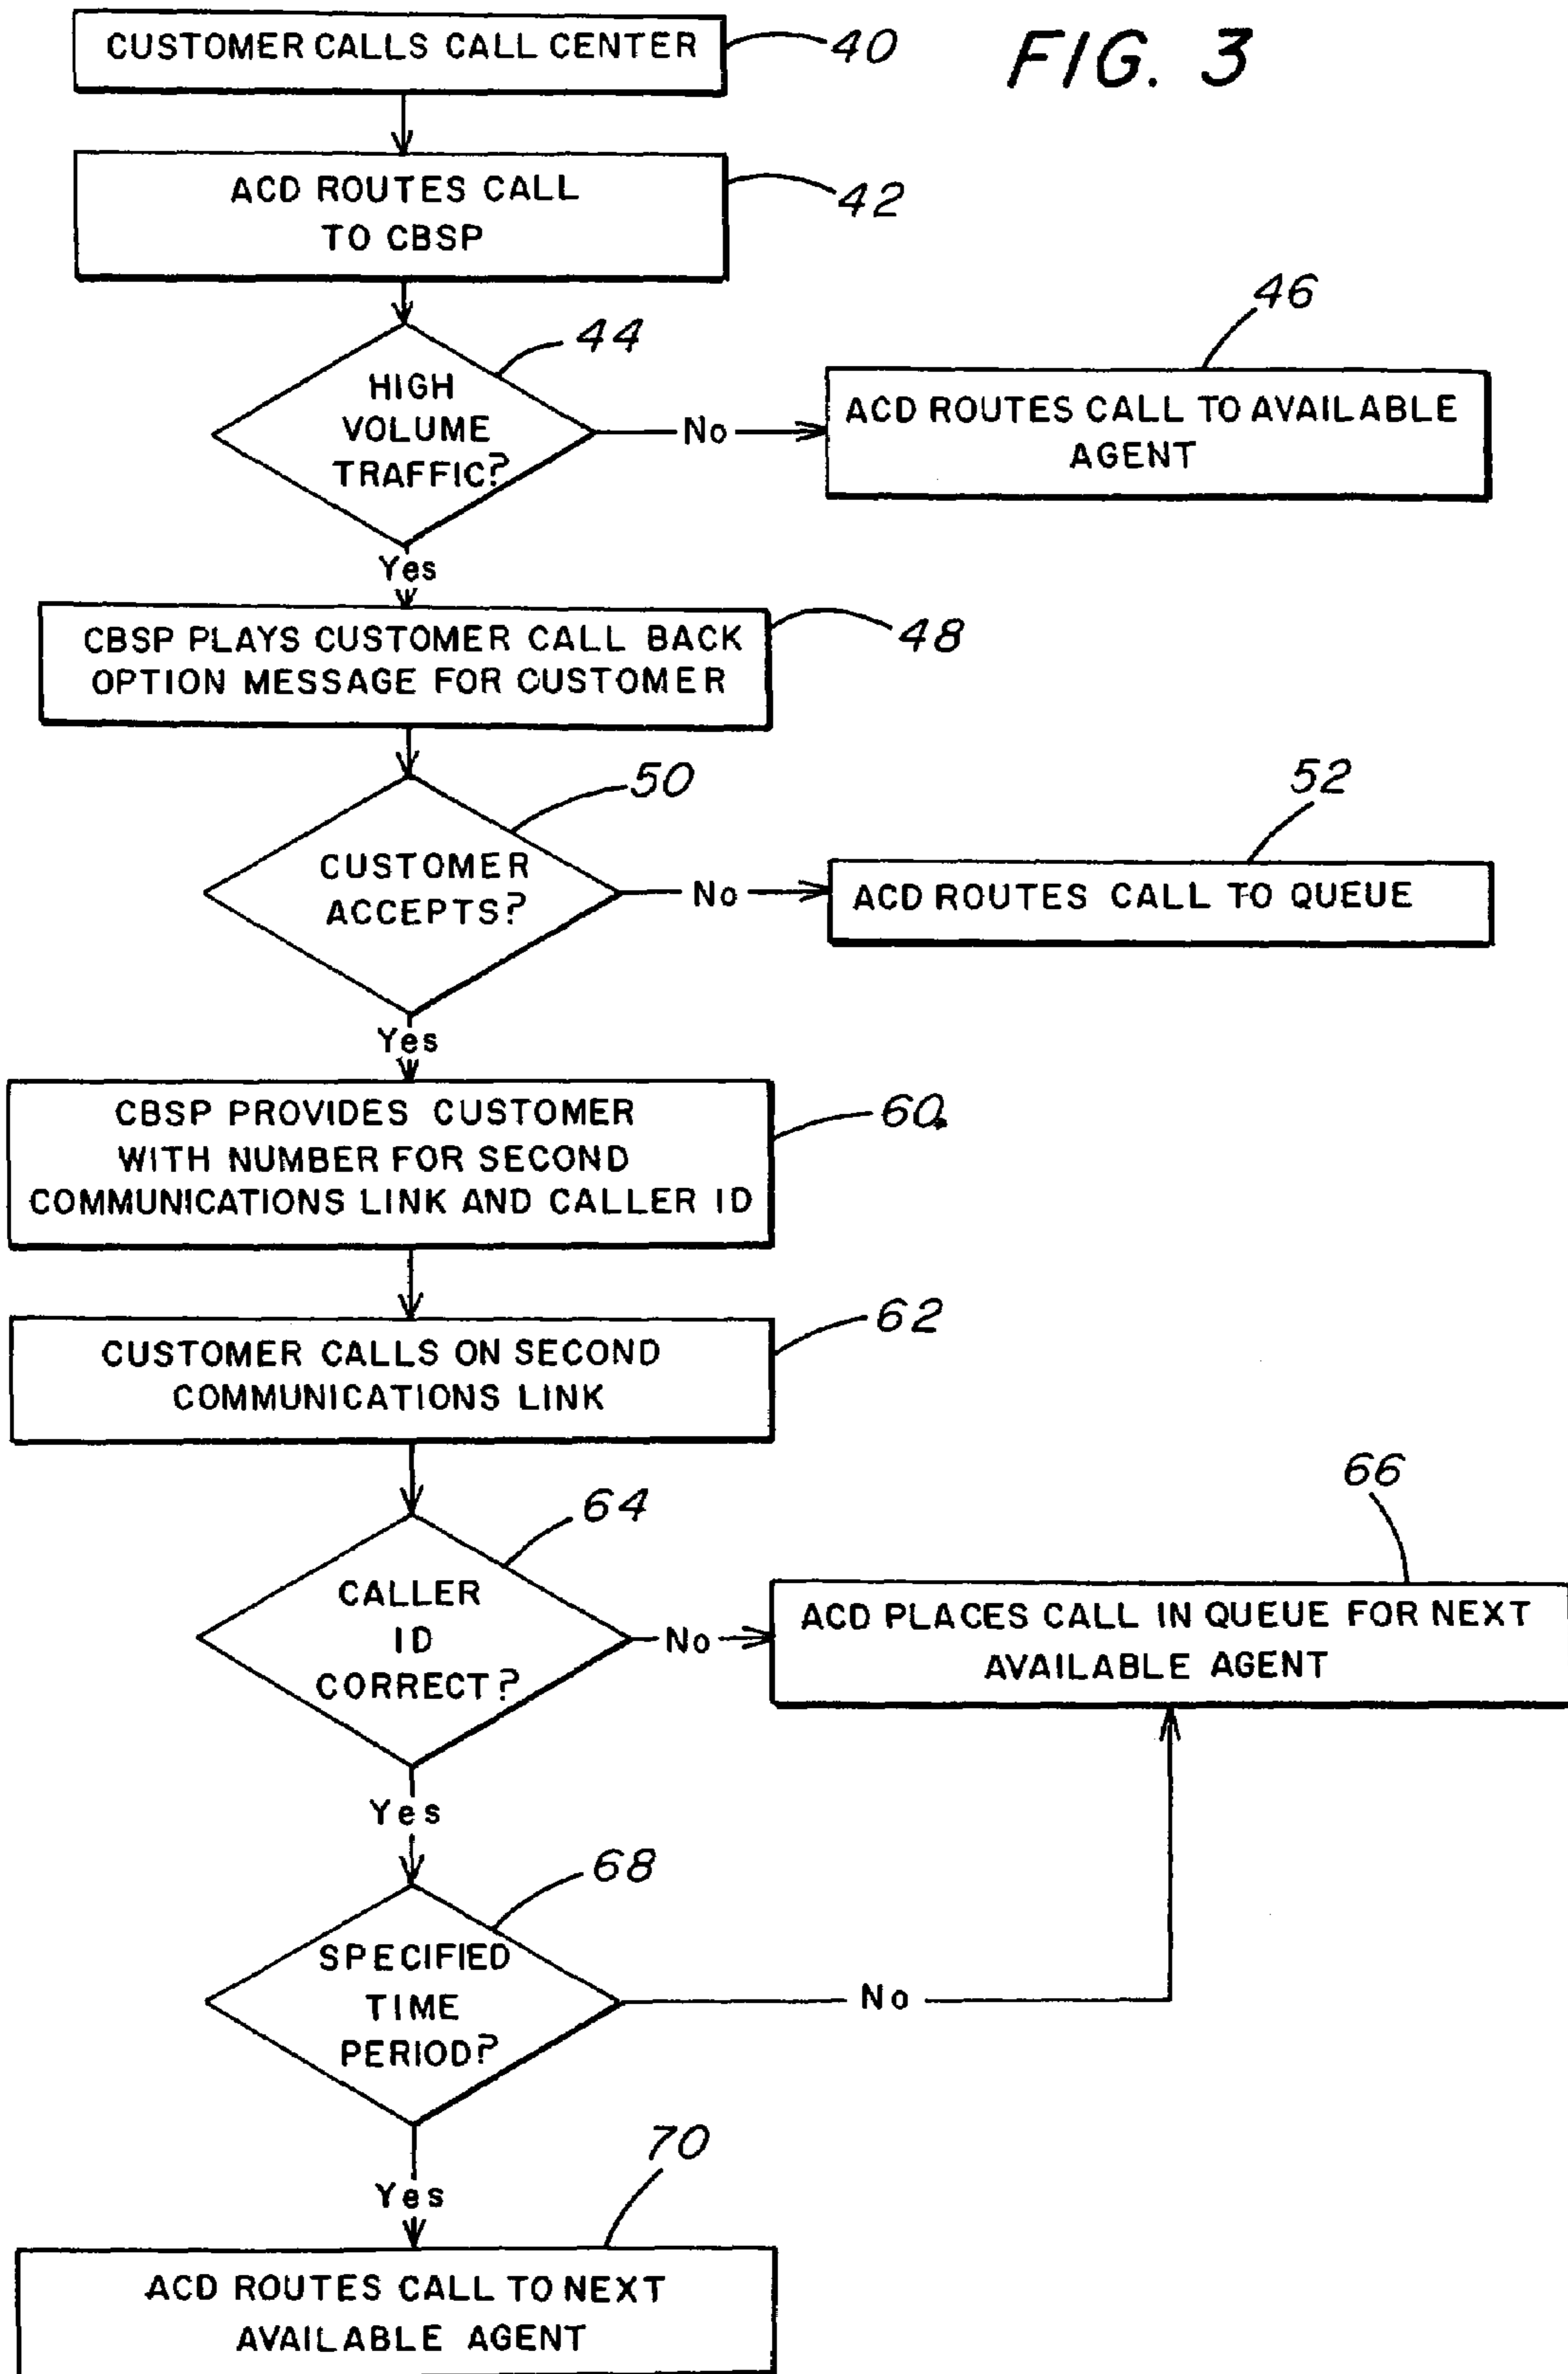 CUSTOMER CALLS CALL CENTER
40
FIG. 3
ACD ROUTES CALL
TO CBSP
42
44
HIGH
VOLUME
TRAFFIC?
No
46
ACD ROUTES CALL TO AVAILABLE
AGENT
Yes
CBSP PLAYS CUSTOMER CALL BACK
OPTION MESSAGE FOR CUSTOMER
48
50
CUSTOMER
ACCEPTS?
No
52
ACD ROUTES CALL TO QUEUE
Yes
CBSP PROVIDES CUSTOMER
WITH NUMBER FOR SECOND
COMMUNICATIONS LINK AND CALLER ID
60
CUSTOMER CALLS ON SECOND
COMMUNICATIONS LINK
62
64
CALLER
ID
CORRECT?
No
66
ACD PLACES CALL IN QUEUE FOR NEXT
AVAILABLE AGENT
Yes
68
SPECIFIED
TIME
PERIOD?
No
Yes
70
ACD ROUTES CALL TO NEXT
AVAILABLE AGENT